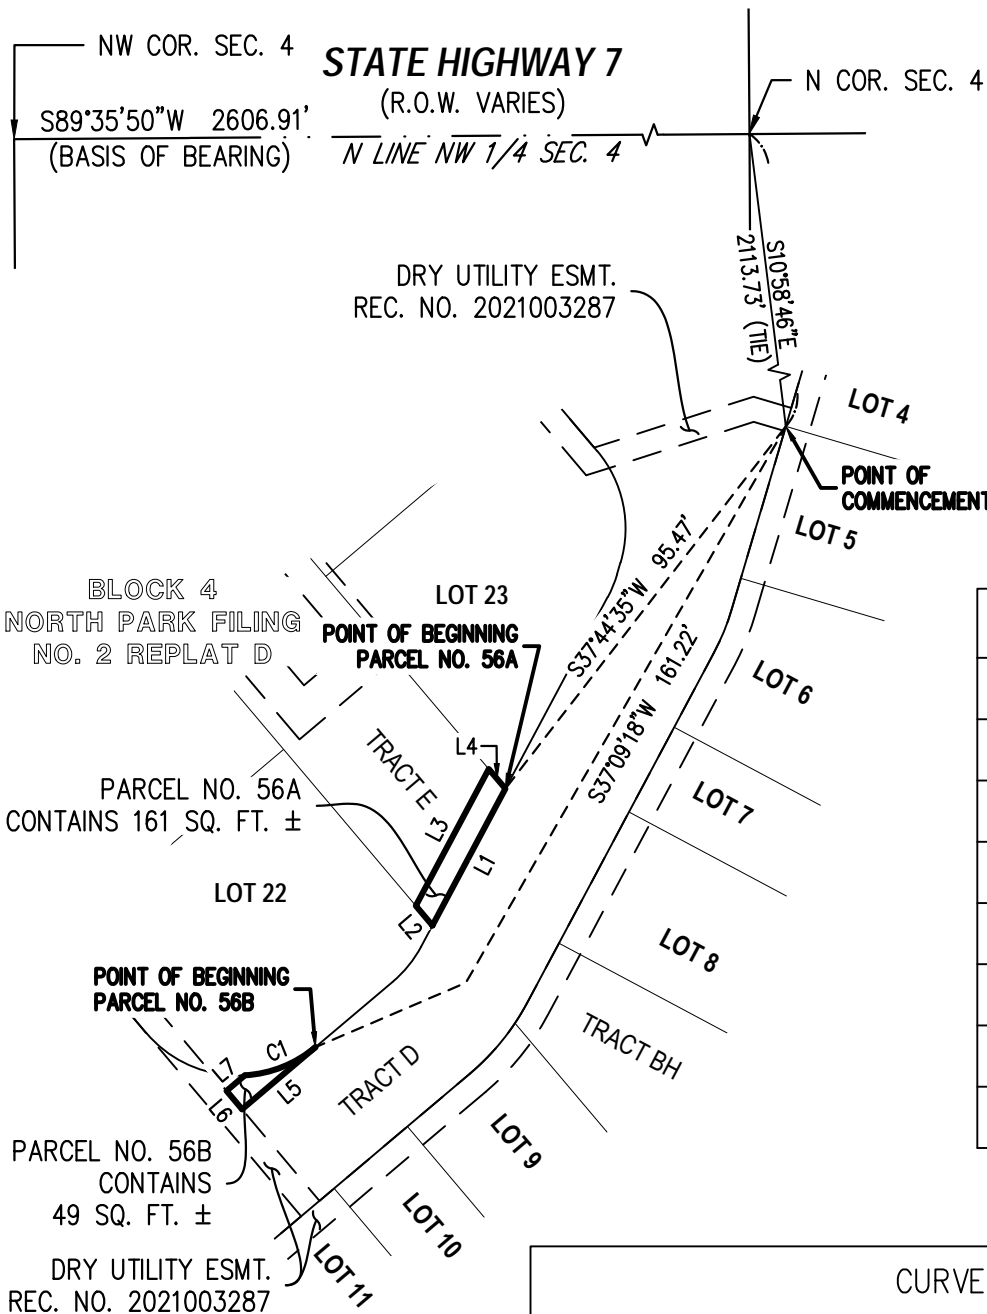 NW COR. SEC. 4
STATE HIGHWAY 7
(R.O.W. VARIES)
N COR. SEC. 4
S89°35'50"W 2606.91'
(BASIS OF BEARING)
N LINE NW 1/4 SEC. 4
S10°58'46"E
2113.73' (TIE)
DRY UTILITY ESMT.
REC. NO. 2021003287
LOT 4
POINT OF
COMMENCEMENT
LOT 5
S37°44'35"W 95.47'
S37°09'18"W 161.22'
BLOCK 4
NORTH PARK FILING
NO. 2 REPLAT D
LOT 23
POINT OF BEGINNING
PARCEL NO. 56A
LOT 6
L4
TRACT E
PARCEL NO. 56A
CONTAINS 161 SQ. FT. ±
L3
L1
LOT 7
LOT 22
L2
LOT 8
POINT OF BEGINNING
PARCEL NO. 56B
TRACT BH
C1
L7
L5
L6
TRACT D
LOT 9
PARCEL NO. 56B
CONTAINS
49 SQ. FT. ±
LOT 10
LOT 11
DRY UTILITY ESMT.
REC. NO. 2021003287
CURVE